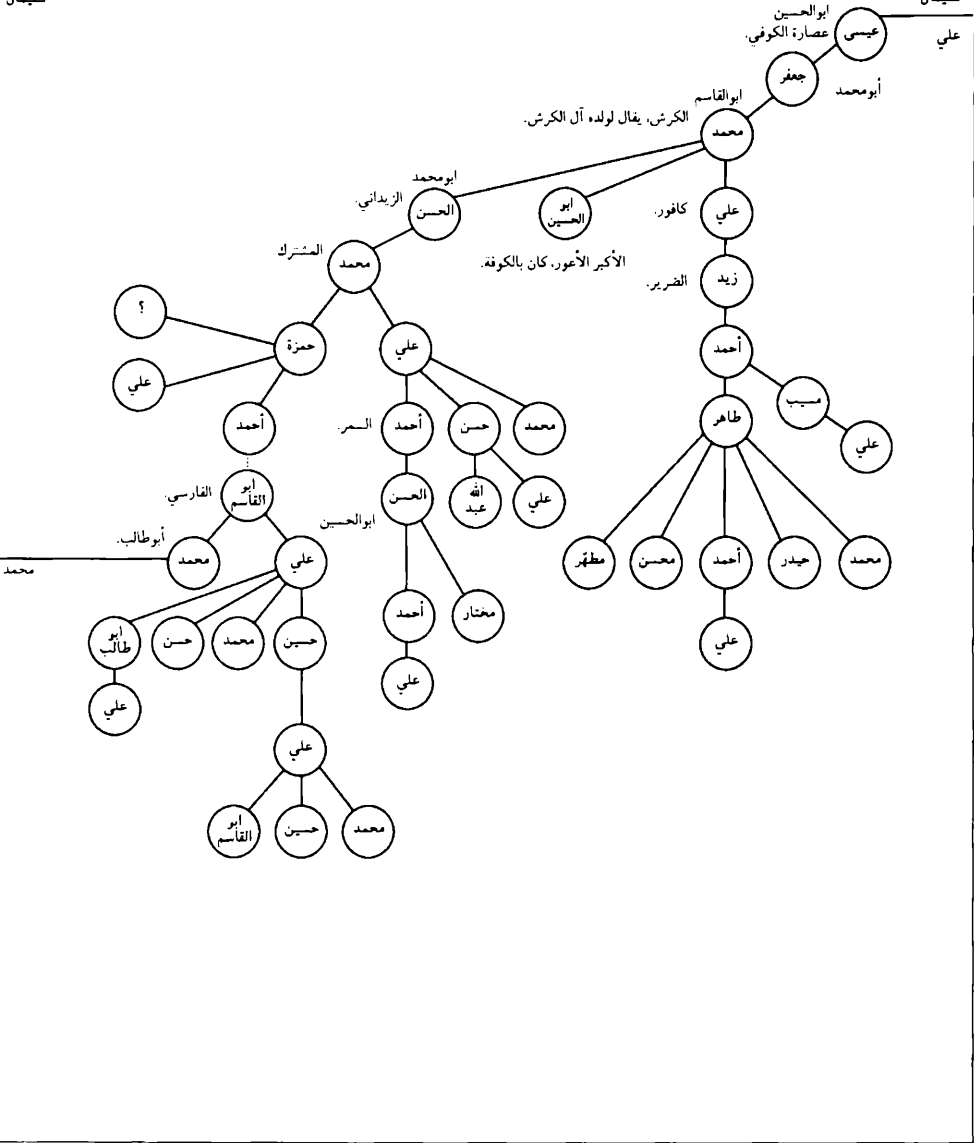 ابوالحسين
عصارة الكوفي.
عيسى
علي
جعفر
أبومحمد
ابوالقاسم
الكرش، يفال لولده آل الكرش.
محمد
ابومحمد
الزيداني.
الحسن
ابو
الحسين
كافور.
علي
المشترك
محمد
الأكبر الأعور، كان بالكوفة.
الضرير.
زيد
؟
حمزة
علي
أحمد
علي
مسيب
أحمد
السمر.
أحمد
حسن
محمد
طاهر
علي
الفارسي.
ابو
القاسم
ابوالحسين
الحسن
الله
عبد
علي
أبوطالب.
محمد
محمد
علي
مطهّر
محسن
أحمد
حيدر
محمد
ابو
طالب
حسن
محمد
حسين
أحمد
مختار
علي
علي
علي
علي
ابو
القاسم
حسين
محمد